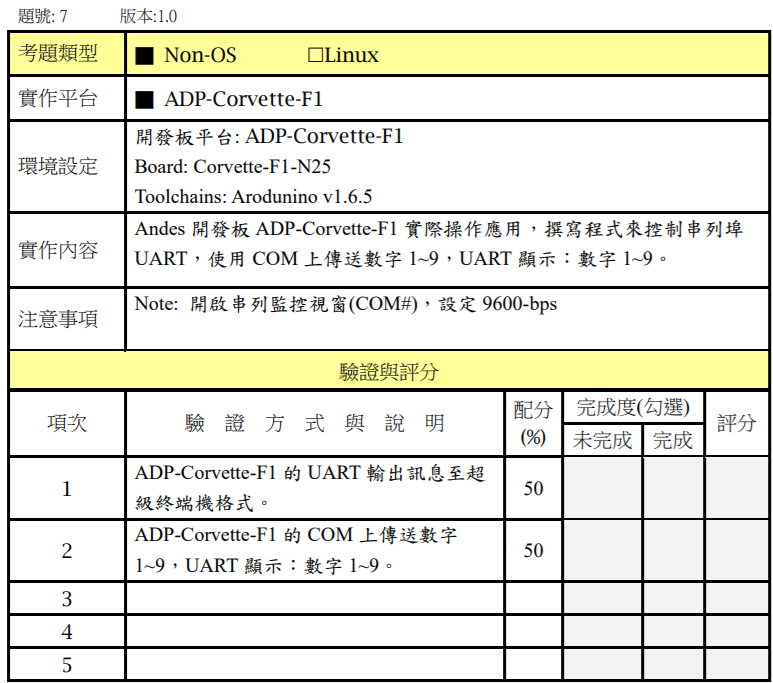 題號: 7 版本:1.0
考題類型 ■ Non-OS □Linux
實作平台 ■ ADP-Corvette-F1
環境設定
開發板平台: ADP-Corvette-F1
Board: Corvette-F1-N25
Toolchains: Arodunino v1.6.5
實作內容
Andes 開發板 ADP-Corvette-F1 實際操作應用，撰寫程式來控制串列埠
UART，使用 COM 上傳送數字 1~9，UART 顯示：數字 1~9。
注意事項
Note: 開啟串列監控視窗(COM#)，設定 9600-bps
驗證與評分
項次 驗 證 方 式 與 說 明 配分
(%)
完成度(勾選)
未完成 完成
評分
1
ADP-Corvette-F1 的 UART 輸出訊息至超
級終端機格式。
50
2
ADP-Corvette-F1 的 COM 上傳送數字
1~9，UART 顯示：數字 1~9。
50
3
4
5